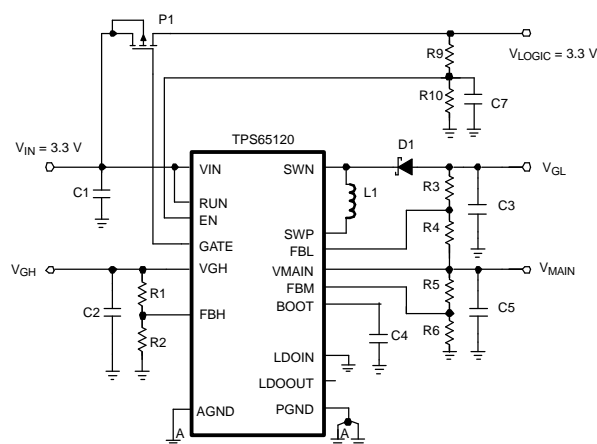 P1
R9
V_LOGIC = 3.3 V
R10
C7
TPS65120
V_IN = 3.3 V
VIN
SWN
D1
V_GL
C1
RUN
L1
R3
C3
EN
SWP
R4
GATE
FBL
V_GH
VGH
VMAIN
V_MAIN
R1
FBM
R5
C2
BOOT
C5
FBH
R6
R2
C4
LDOIN
LDOOUT
AGND
PGND
A
A